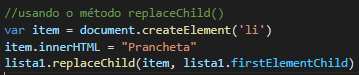 //usando o método replaceChild()
var item = document.createElement('li')
item.innerHTML = "Prancheta"
lista1.replaceChild(item, lista1.firstElementChild)